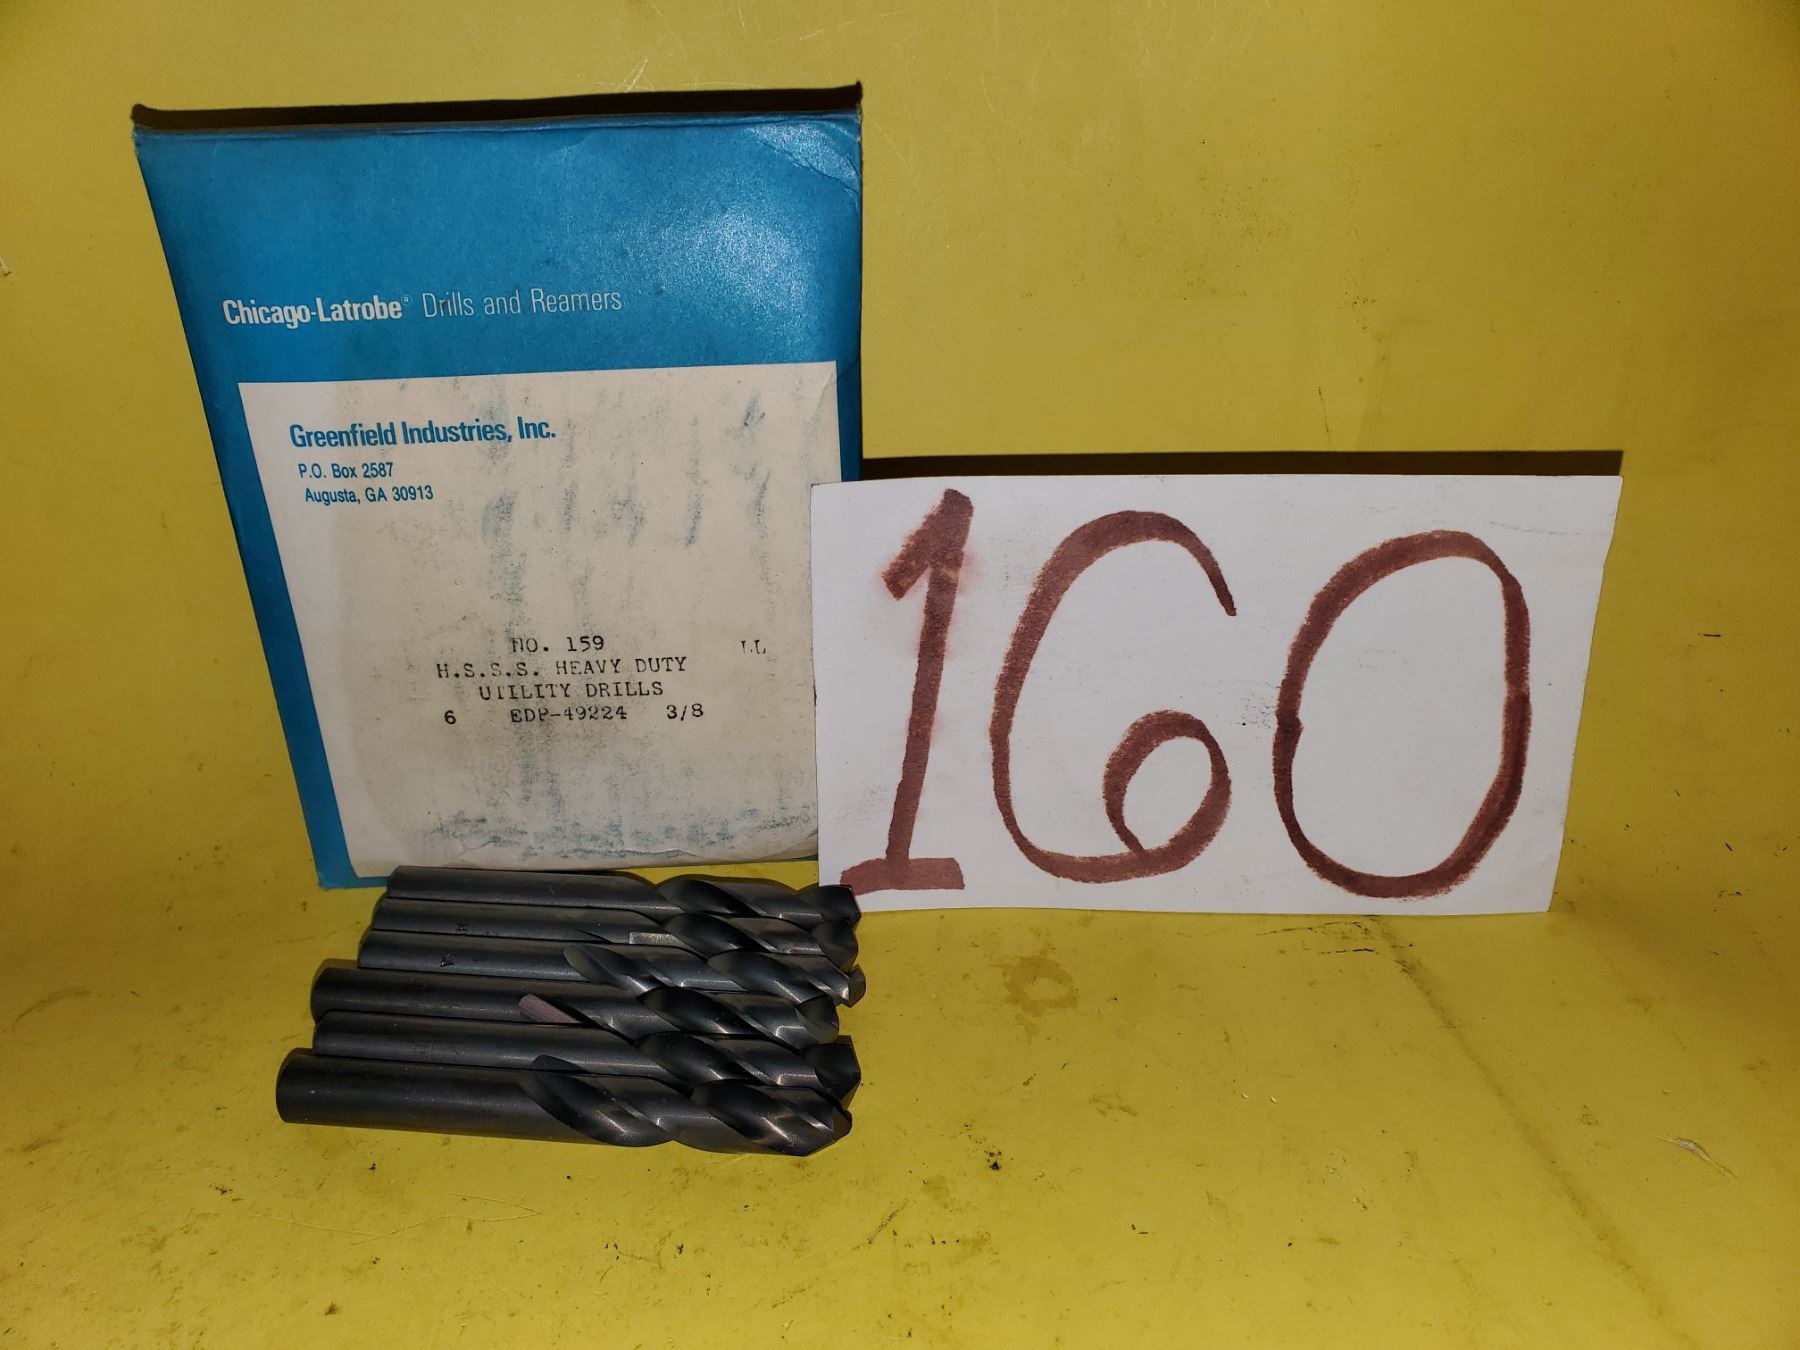 Chicago-Latrobe® Drills and Reamers
Greenfield Industries, Inc.
P.O. Box 2587
Augusta, GA 30913
NO. 159 LL
H.S.S.S. HEAVY DUTY
UTILITY DRILLS
6 EDP-49224 3/8
160